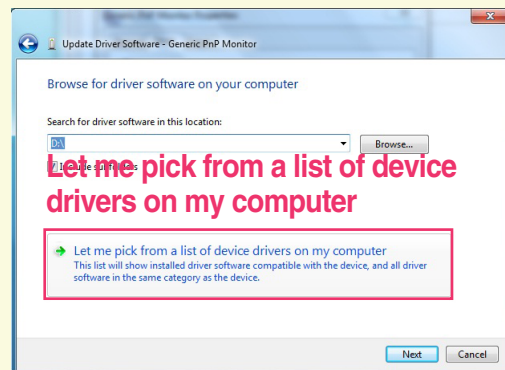 Update Driver Software - Generic PnP Monitor
Browse for driver software on your computer
Search for driver software in this location:
D:\
Browse...
Include subfolders
Let me pick from a list of device
drivers on my computer
Let me pick from a list of device drivers on my computer
This list will show installed driver software compatible with the device, and all driver
software in the same category as the device.
Next
Cancel